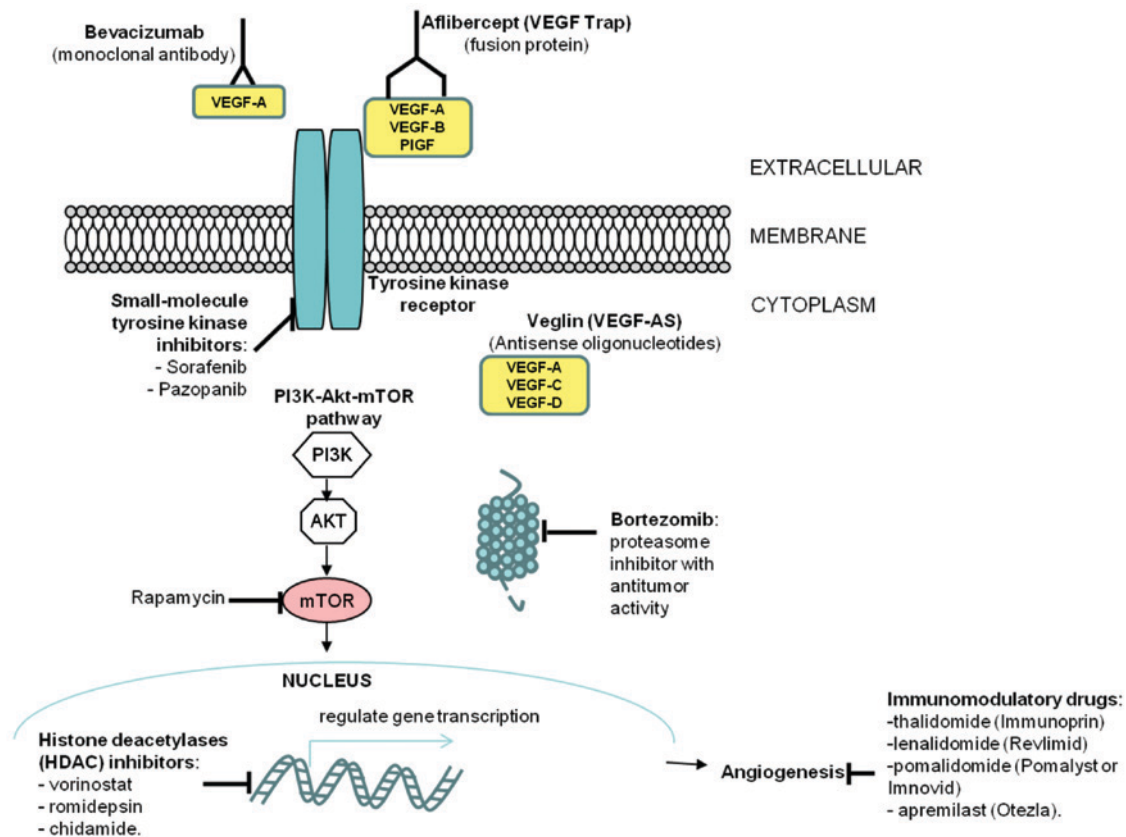 Bevacizumab
(monoclonal antibody)
VEGF-A
Aflibercept (VEGF Trap)
(fusion protein)
VEGF-A
VEGF-B
PIGF
EXTRACELLULAR
MEMBRANE
CYTOPLASM
Tyrosine kinase
receptor
Small-molecule
tyrosine kinase
inhibitors:
- Sorafenib
- Pazopanib
Veglin (VEGF-AS)
(Antisense oligonucleotides)
VEGF-A
VEGF-C
VEGF-D
PI3K-Akt-mTOR
pathway
PI3K
AKT
Rapamycin
mTOR
Bortezomib:
proteasome
inhibitor with
antitumor
activity
NUCLEUS
regulate gene transcription
Histone deacetylases
(HDAC) inhibitors:
- vorinostat
- romidepsin
- chidamide.
Angiogenesis
Immunomodulatory drugs:
-thalidomide (Immunoprin)
-lenalidomide (Revlimid)
-pomalidomide (Pomalyst or
Imnovid)
- apremilast (Otezla).